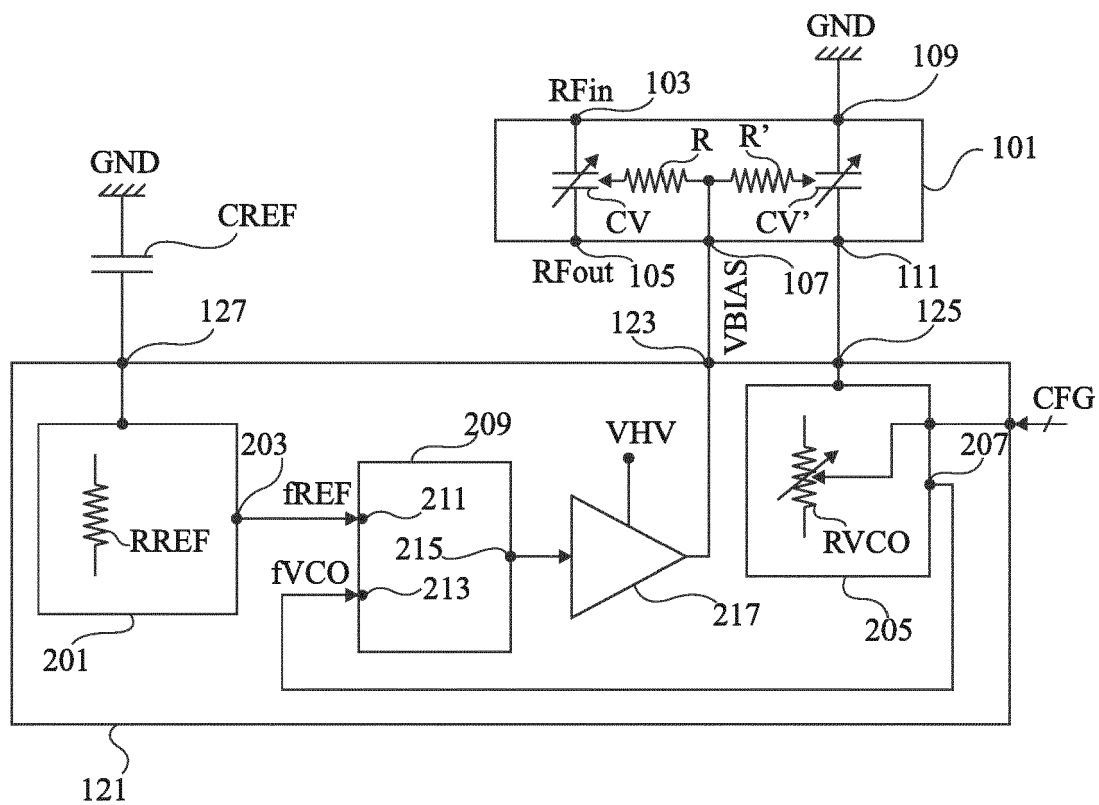 GND
109
RFin
103
R
R'
101
GND
CREF
CV
CV'
RFout
105
107
111
127
123
VBIAS
125
CFG
209
VHV
203
207
fREF
211
RREF
215
RVCO
fVCO
213
217
205
201
121